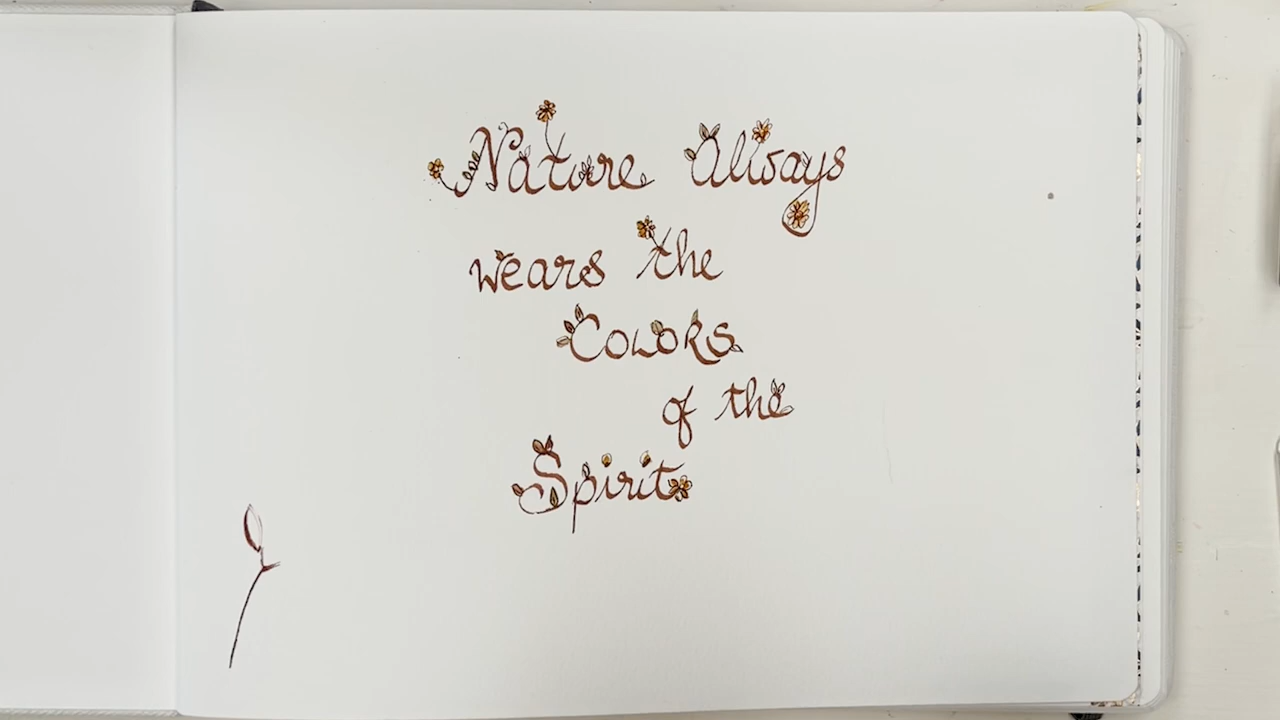 Nature Always
wears the
Colors
of the
Spirit